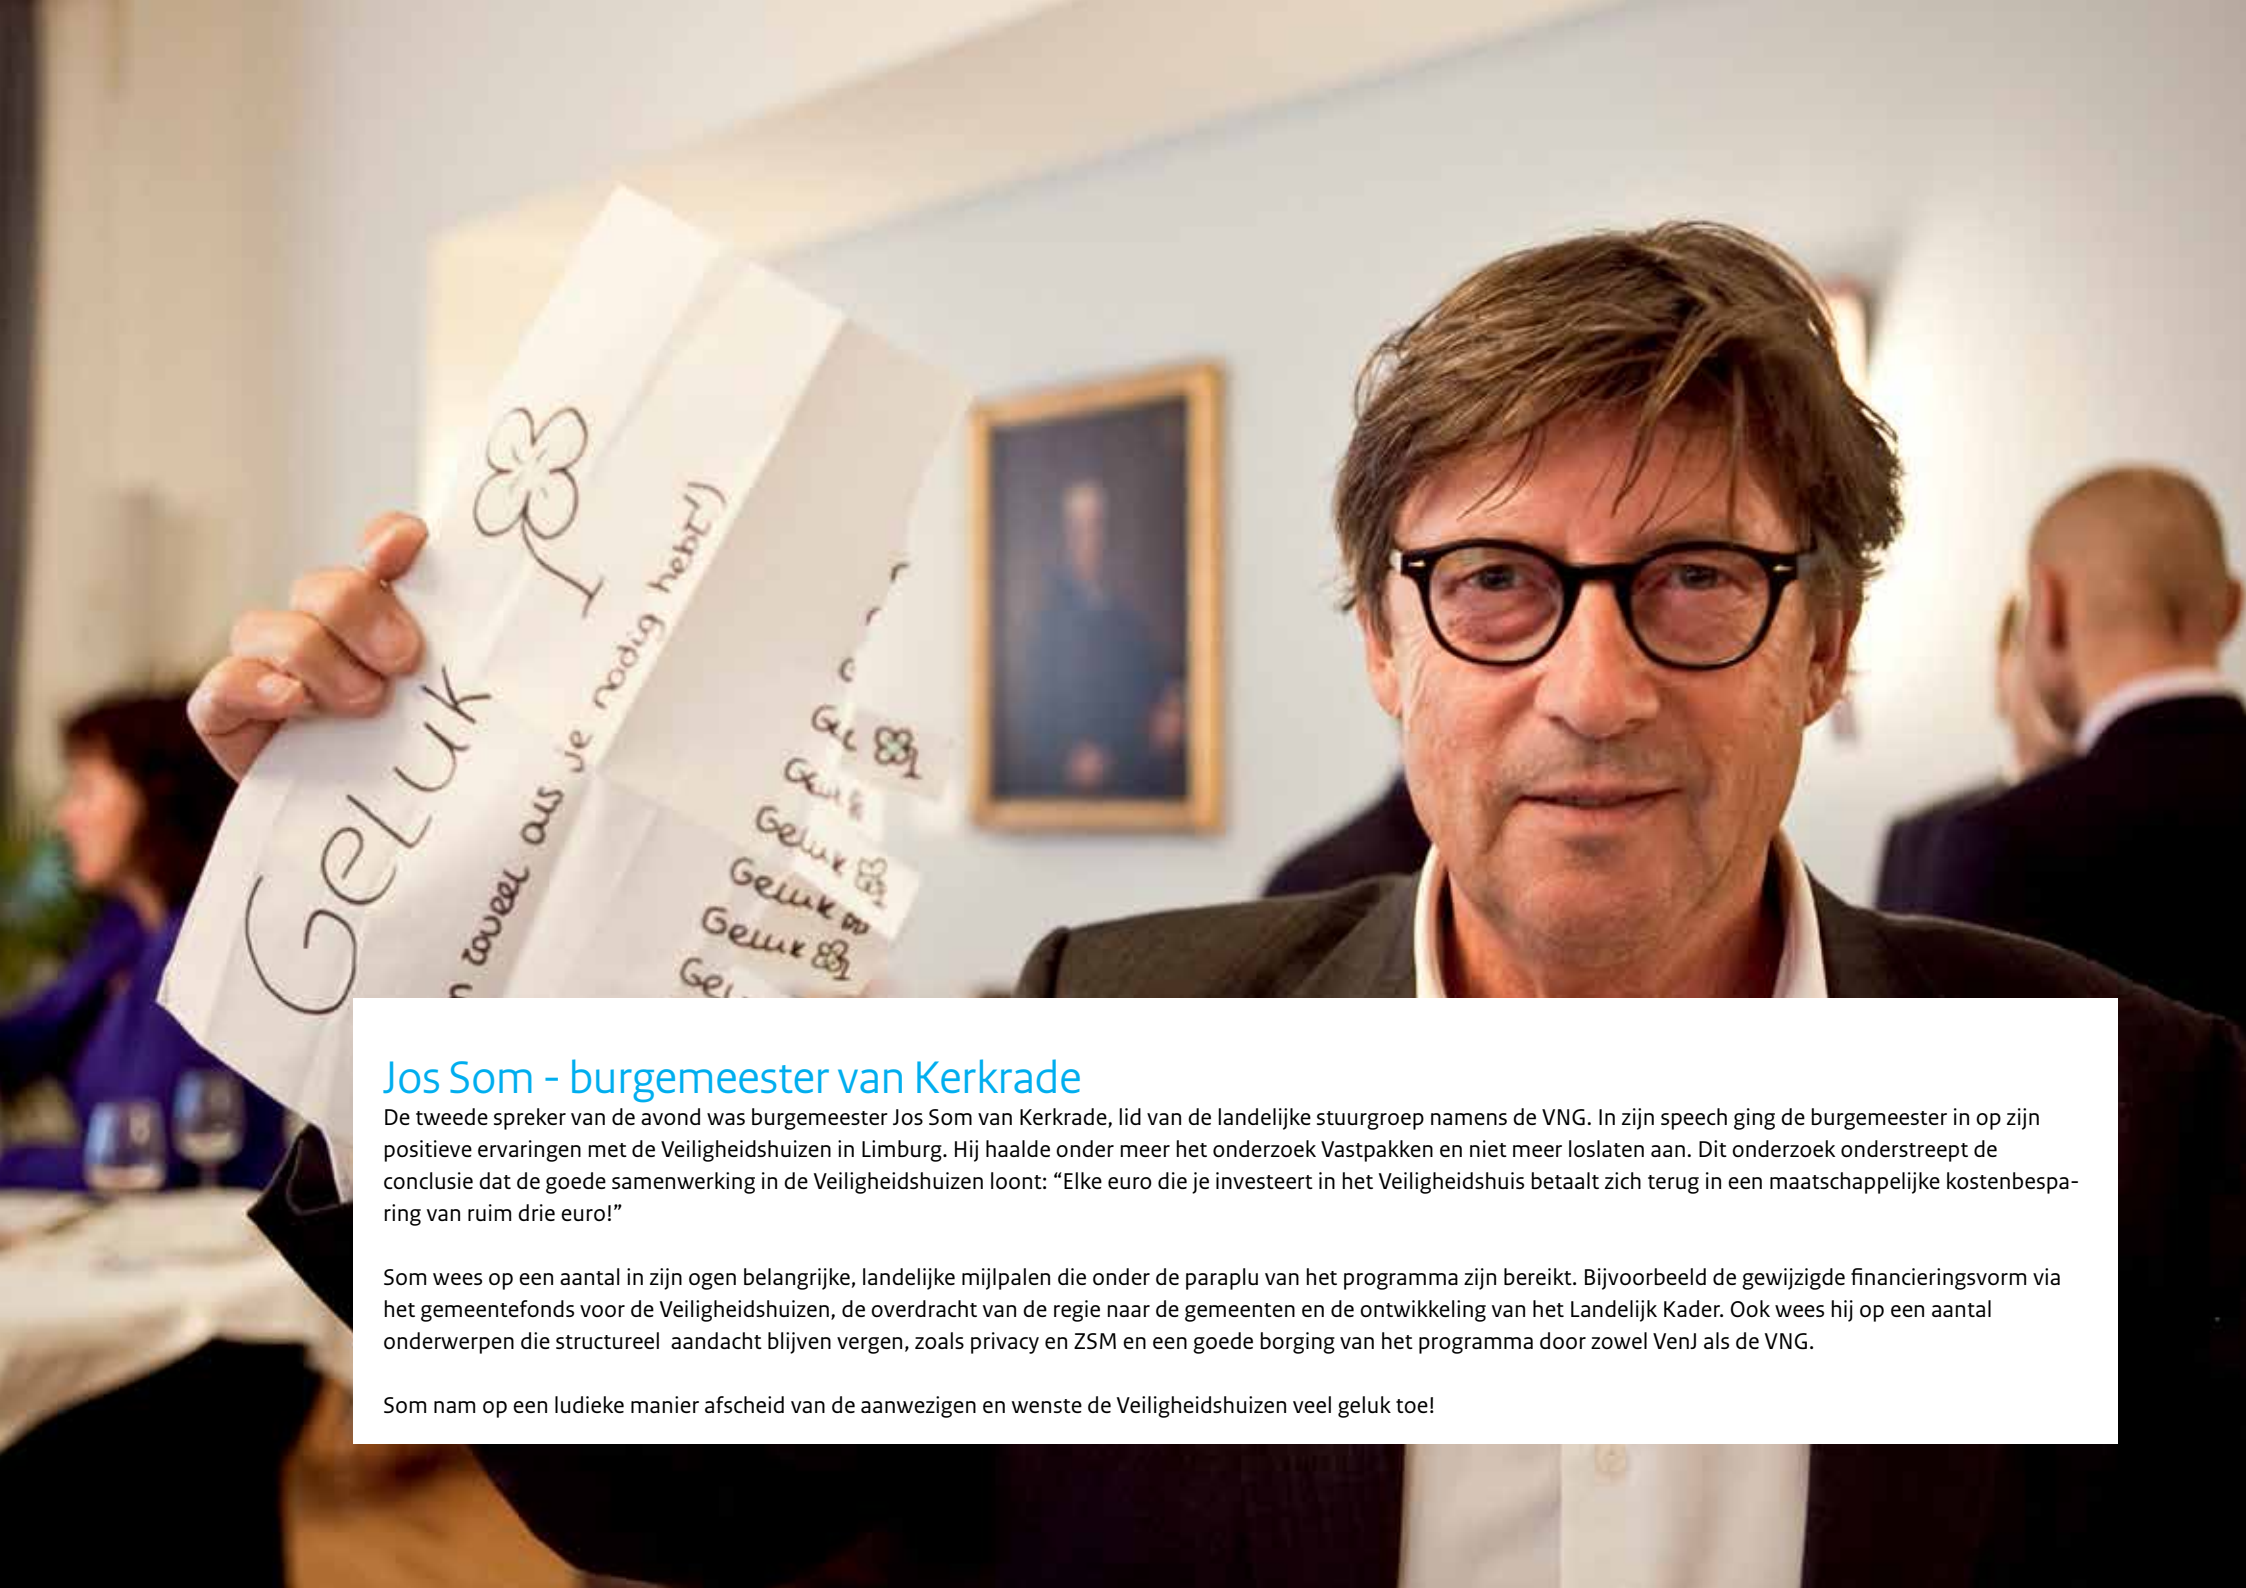 GELUK
zoveel als je nodig hebt!)
Gel
Geluk
Geluk
Geluk
Jos Som - burgemeester van Kerkrade
De tweede spreker van de avond was burgemeester Jos Som van Kerkrade, lid van de landelijke stuurgroep namens de VNG. In zijn speech ging de burgemeester in op zijn
positieve ervaringen met de Veiligheidshuizen in Limburg. Hij haalde onder meer het onderzoek Vastpakken en niet meer loslaten aan. Dit onderzoek onderstreept de
conclusie dat de goede samenwerking in de Veiligheidshuizen loont: “Elke euro die je investeert in het Veiligheidshuis betaalt zich terug in een maatschappelijke kostenbespa-
ring van ruim drie euro!”
Som wees op een aantal in zijn ogen belangrijke, landelijke mijlpalen die onder de paraplu van het programma zijn bereikt. Bijvoorbeeld de gewijzigde financieringsvorm via
het gemeentefonds voor de Veiligheidshuizen, de overdracht van de regie naar de gemeenten en de ontwikkeling van het Landelijk Kader. Ook wees hij op een aantal
onderwerpen die structureel aandacht blijven vergen, zoals privacy en ZSM en een goede borging van het programma door zowel VenJ als de VNG.
Som nam op een ludieke manier afscheid van de aanwezigen en wenste de Veiligheidshuizen veel geluk toe!